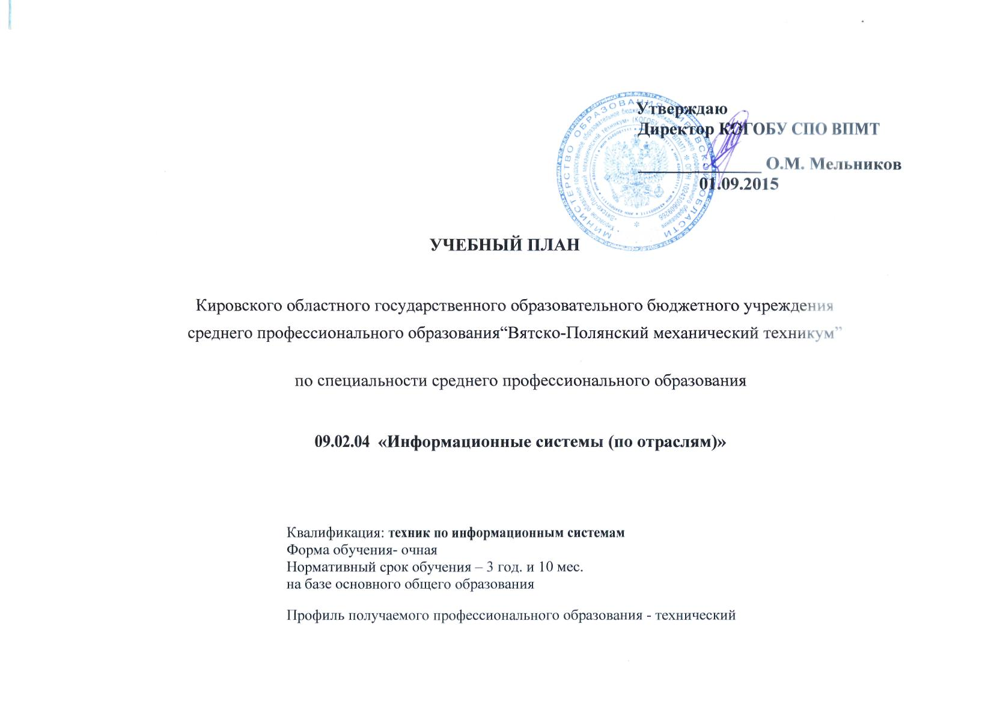 Утверждаю
Директор КОГОБУ СПО ВПМТ
______________ О.М. Мельников
01.09.2015
МИНИСТЕРСТВО ОБРАЗОВАНИЯ КИРОВСКОЙ ОБЛАСТИ
УЧЕБНЫЙ ПЛАН
Кировского областного государственного образовательного бюджетного учреждения
среднего профессионального образования“Вятско-Полянский механический техникум”
по специальности среднего профессионального образования
09.02.04 «Информационные системы (по отраслям)»
Квалификация: техник по информационным системам
Форма обучения- очная
Нормативный срок обучения – 3 год. и 10 мес.
на базе основного общего образования
Профиль получаемого профессионального образования - технический